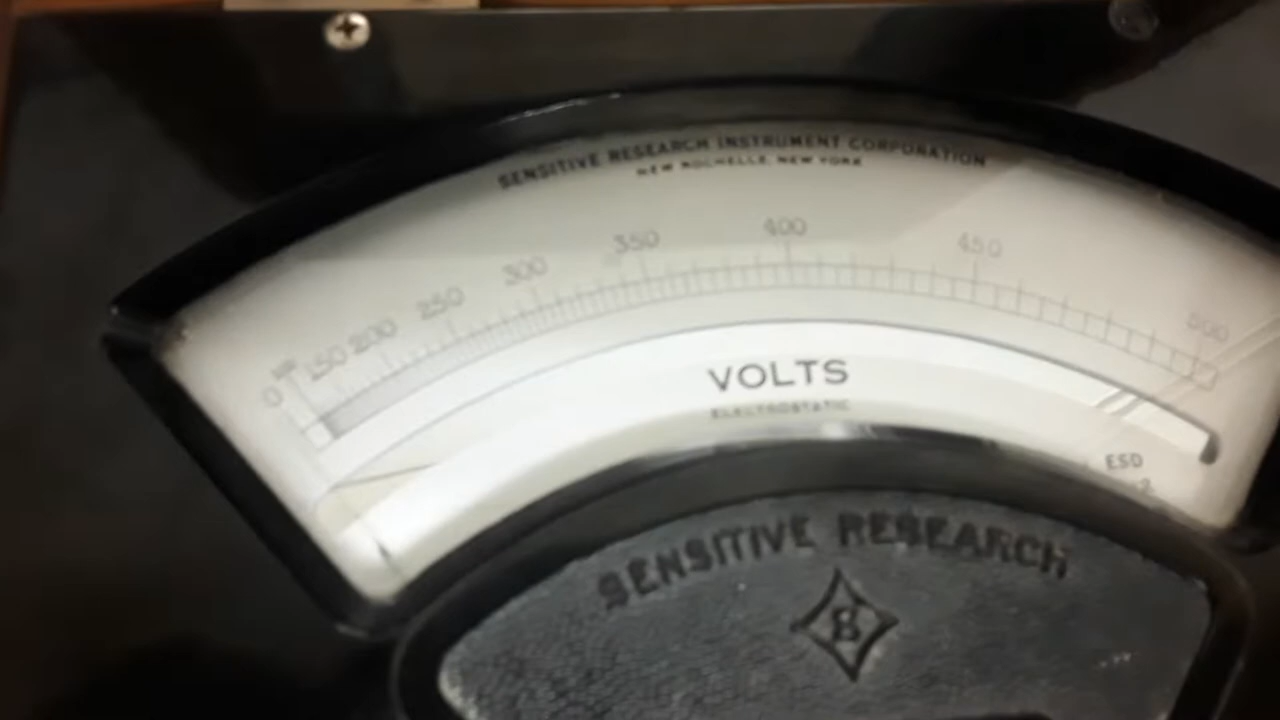 SENSITIVE RESEARCH INSTRUMENT CORPORATION
NEW ROCHELLE, NEW YORK
0 150 200 250 300 350 400 450 500
VOLTS
ELECTROSTATIC
ESD
SENSITIVE RESEARCH